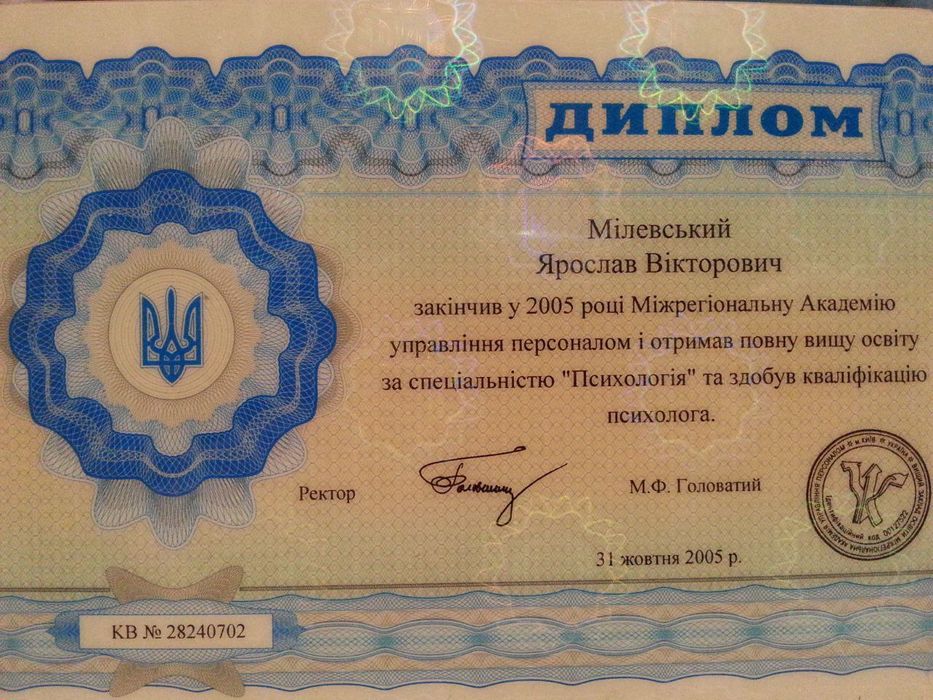 ДИПЛОМ
Мілевський
Ярослав Вікторович
закінчив у 2005 році Міжрегіональну Академію
управління персоналом і отримав повну вищу освіту
за спеціальністю "Психологія" та здобув кваліфікацію
психолога.
Ректор
М.Ф. Головатий
31 жовтня 2005 р.
КВ № 28240702